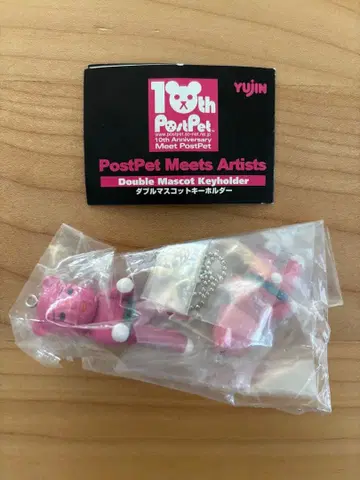 YUJIN
10th
PostPet
www.postpet.so-net.ne.jp
10th Anniversary
Meet PostPet
PostPet Meets Artists
Double Mascot Keyholder
ダブルマスコットキーホルダー